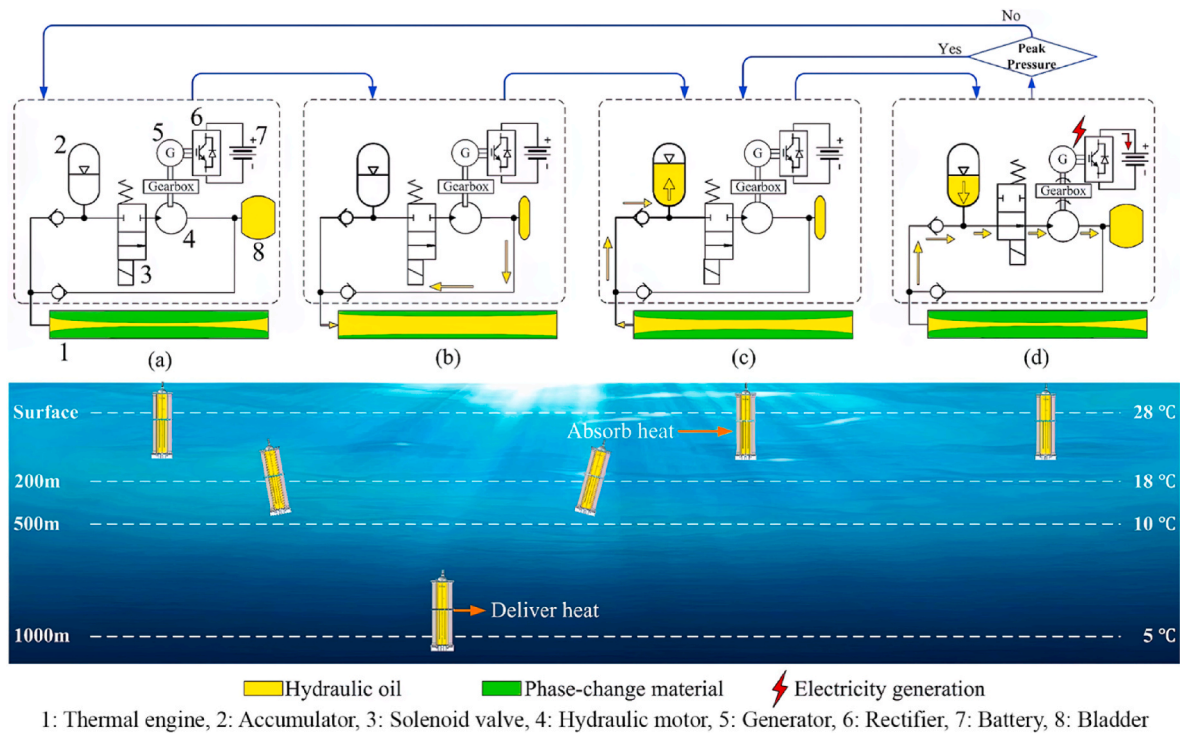 No
Yes
Peak
Pressure
2
5
6
7
G
+
-
Gearbox
4
8
3
1
(a)
G
+
-
Gearbox
(b)
G
+
-
Gearbox
(c)
G
+
-
Gearbox
(d)
Surface
28 ℃
Absorb heat
200m
18 ℃
500m
10 ℃
Deliver heat
1000m
5 ℃
Hydraulic oil
Phase-change material
Electricity generation
1: Thermal engine, 2: Accumulator, 3: Solenoid valve, 4: Hydraulic motor, 5: Generator, 6: Rectifier, 7: Battery, 8: Bladder